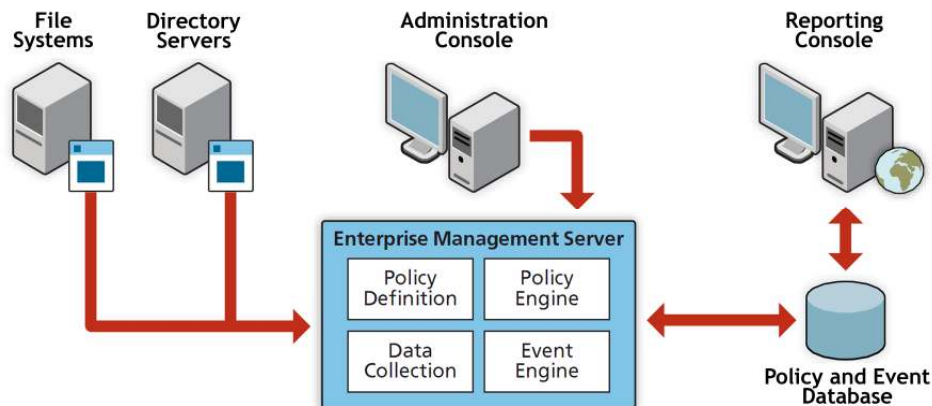 File
Systems
Directory
Servers
Administration
Console
Reporting
Console
Enterprise Management Server
Policy
Definition
Policy
Engine
Data
Collection
Event
Engine
Policy and Event
Database